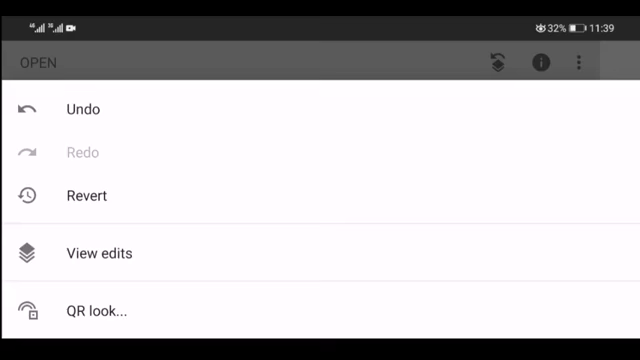 32% 11:39
OPEN
Undo
Redo
Revert
View edits
QR look...